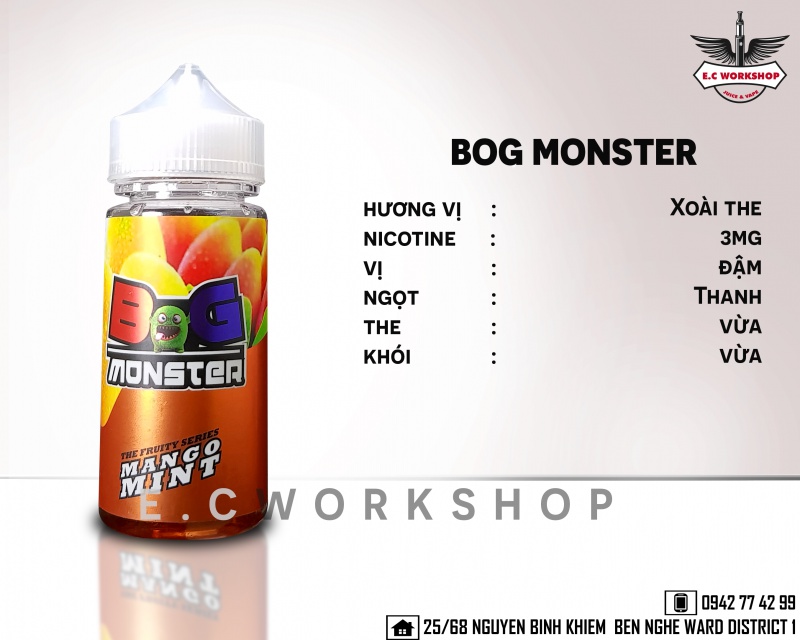 E.C WORKSHOP
JUICE & VAPE
BOG MONSTER
HƯƠNG VỊ : XOÀI THE
NICOTINE : 3MG
VỊ : ĐẬM
NGỌT : THANH
THE : VỪA
KHÓI : VỪA
BOG
MONSTER
THE FRUITY SERIES
MANGO
MINT
E.CWORKSHOP
0942 77 42 99
25/68 NGUYEN BINH KHIEM BEN NGHE WARD DISTRICT 1